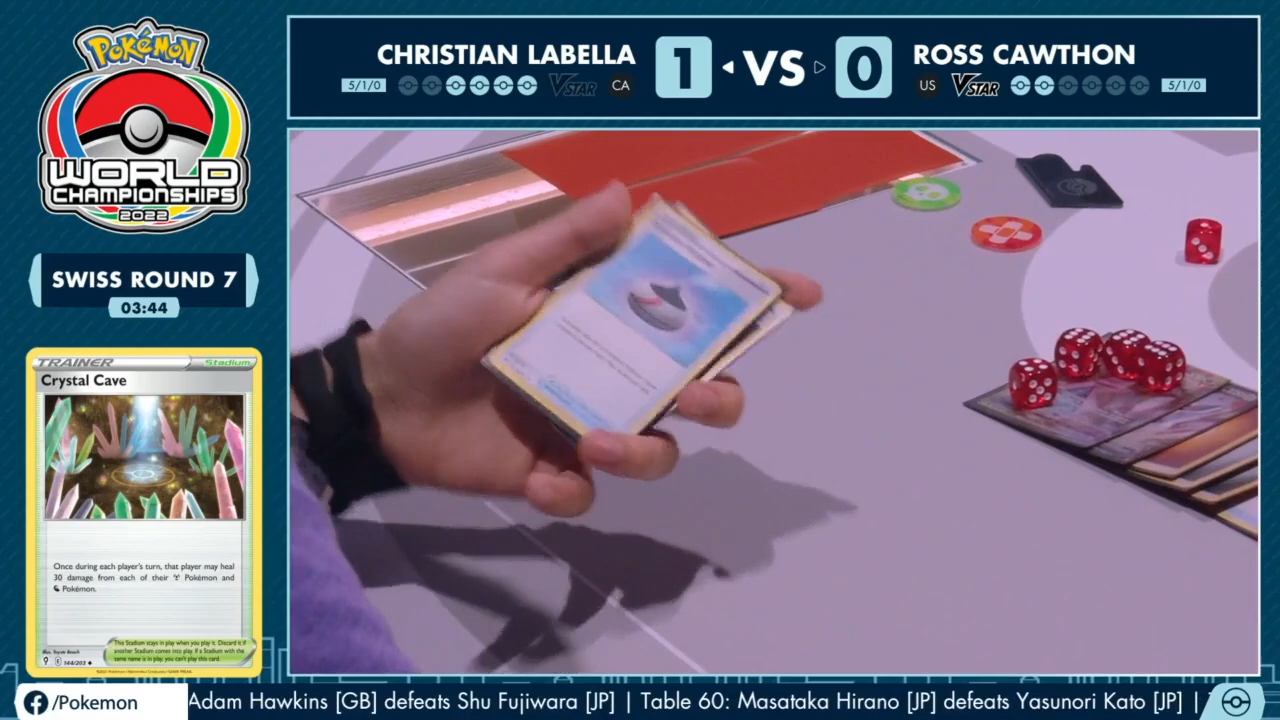 Pokémon
WORLD
CHAMPIONSHIPS
2022
CHRISTIAN LABELLA
1
VS
0
ROSS CAWTHON
5/1/0
VSTAR
CA
US
VSTAR
5/1/0
SWISS ROUND 7
03:44
TRAINER
Stadium
Crystal Cave
Once during each player's turn, that player may heal
30 damage from each of their
Pokémon and
Pokémon.
This Stadium stays in play when you play it. Discard it if
another Stadium comes into play. If a Stadium with the
same name is in play, you can't play this card.
144/203
/Pokemon
Adam Hawkins [GB] defeats Shu Fujiwara [JP] | Table 60: Masataka Hirano [JP] defeats Yasunori Kato [JP] |